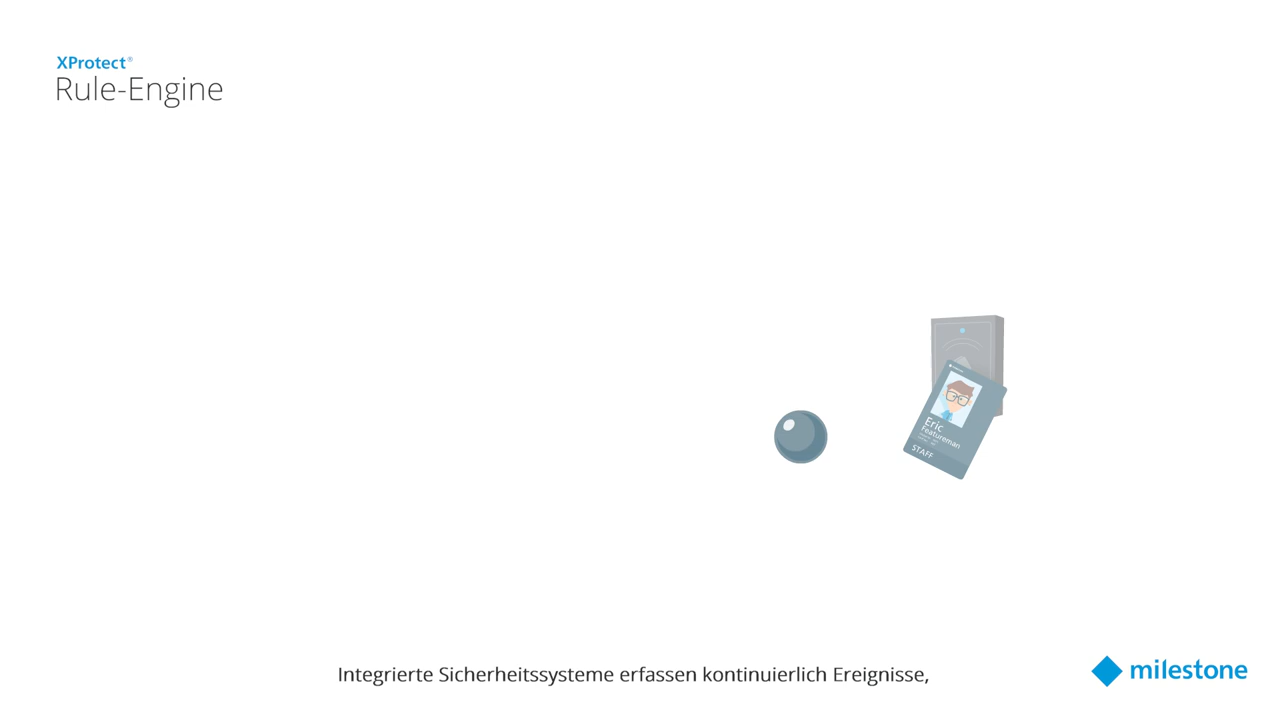 XProtect®
Rule-Engine
Eric
Featureman
STAFF
Integrierte Sicherheitssysteme erfassen kontinuierlich Ereignisse,
milestone